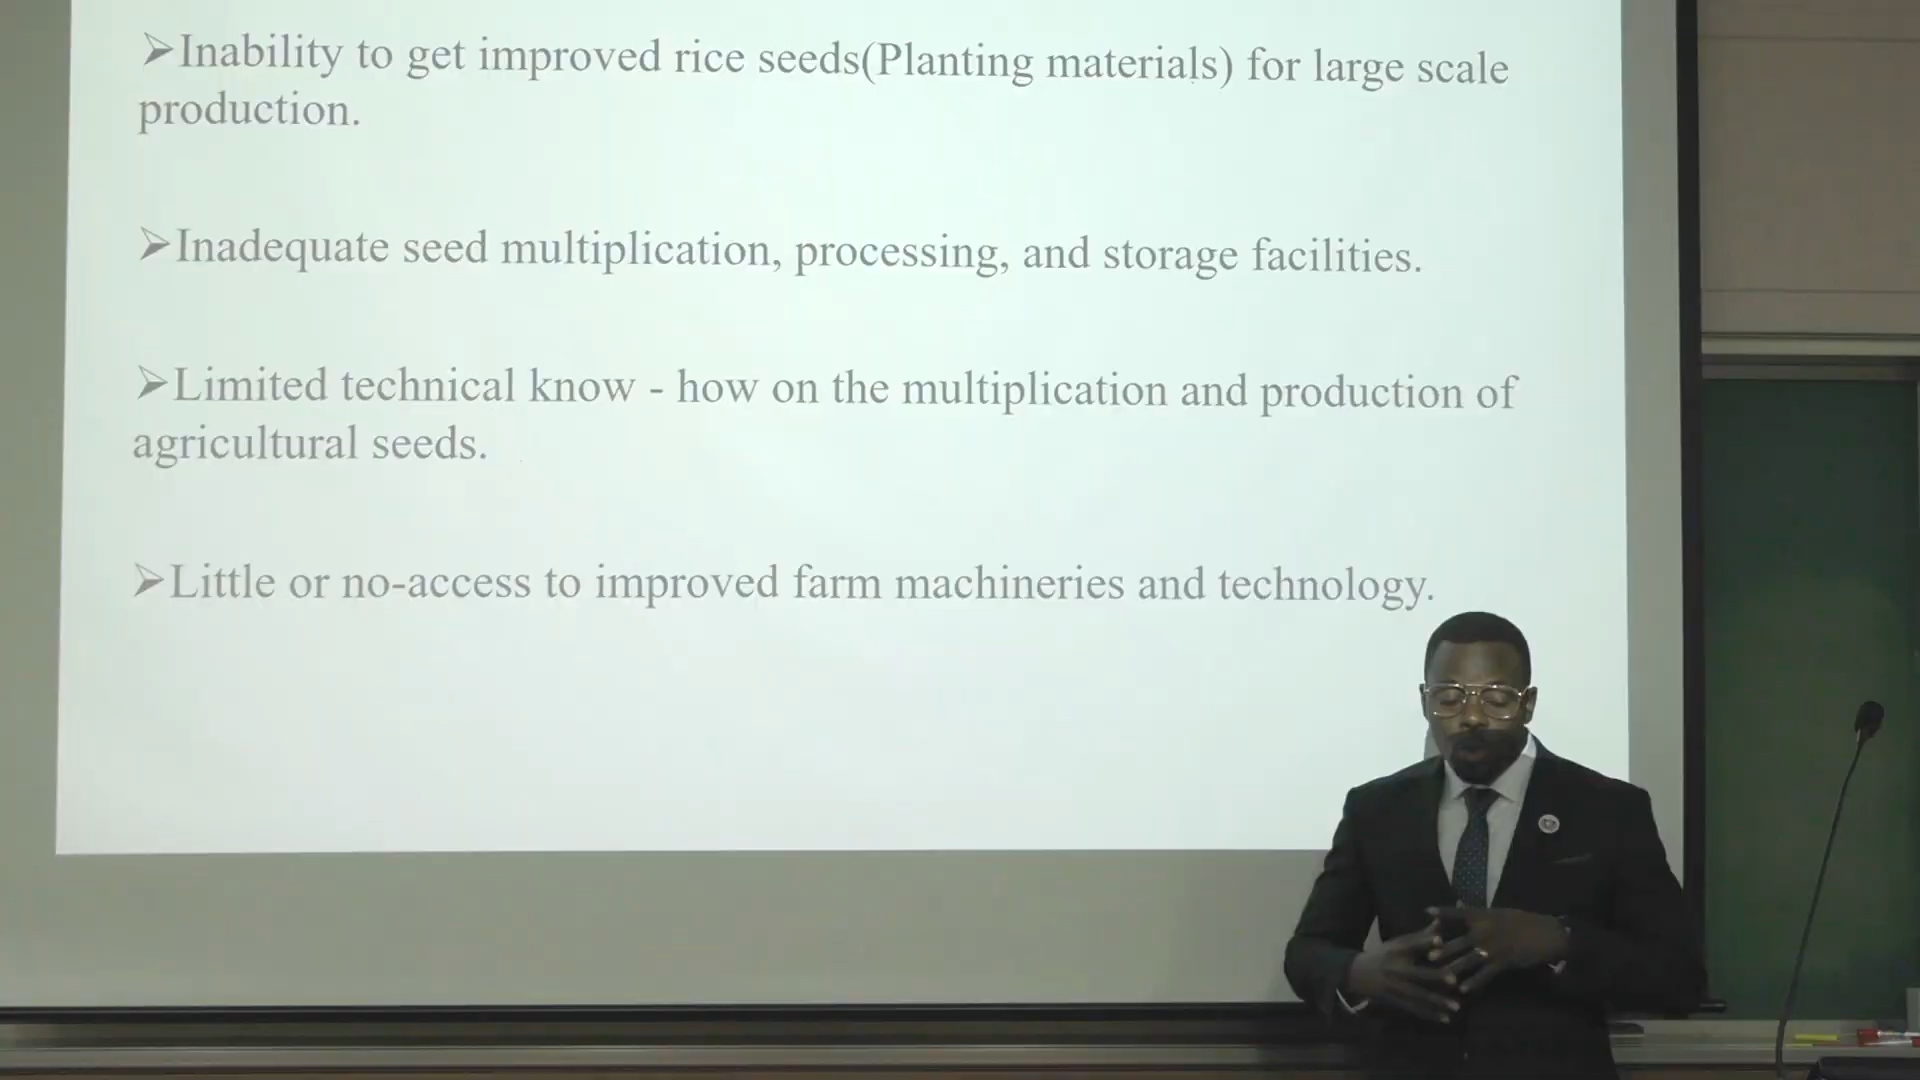 ➢Inability to get improved rice seeds(Planting materials) for large scale
production.
➢Inadequate seed multiplication, processing, and storage facilities.
➢Limited technical know - how on the multiplication and production of
agricultural seeds.
➢Little or no-access to improved farm machineries and technology.